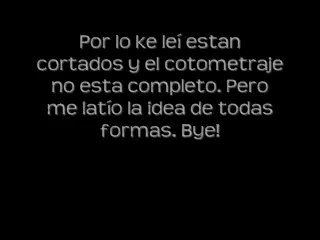 Por lo ke leí estan
cortados y el cotometraje
no esta completo. Pero
me latío la idea de todas
formas. Bye!